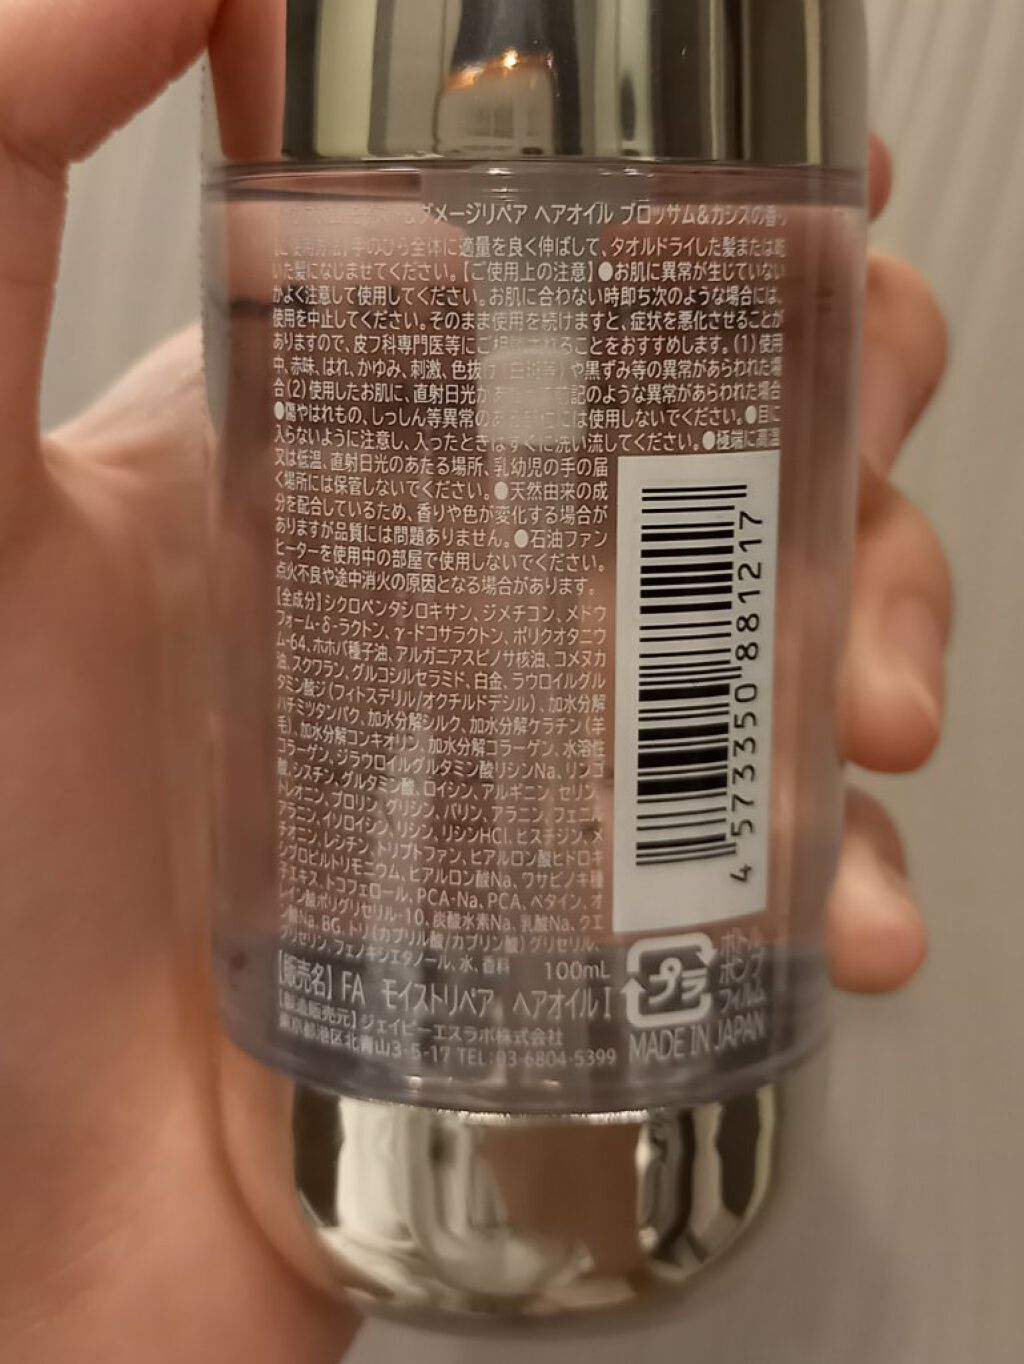 ダメージリペア ヘアオイル ブロッサム&カシスの香り
【ご使用方法】手のひら全体に適量を良く伸ばして、タオルドライした髪または乾
いた髪になじませてください。【ご使用上の注意】●お肌に異常が生じていない
かよく注意して使用してください。お肌に合わない時即ち次のような場合には、
使用を中止してください。そのまま使用を続けますと、症状を悪化させることが
ありますので、皮フ科専門医等にご相談されることをおすすめします。(1)使用
中、赤味、はれ、かゆみ、刺激、色抜け(白斑等)や黒ずみ等の異常があらわれた場
合(2)使用したお肌に、直射日光が 上記のような異常があらわれた場合
●傷やはれもの、しっしん等異常のある部位には使用しないでください。●目に
入らないように注意し、入ったときはすぐに洗い流してください。●極端に高温
又は低温、直射日光のあたる場所、乳幼児の手の届
く場所には保管しないでください。●天然由来の成
分を配合しているため、香りや色が変化する場合が
ありますが品質には問題ありません。●石油ファン
ヒーターを使用中の部屋で使用しないでください。
点火不良や途中消火の原因となる場合があります。
【全成分】シクロペンタシロキサン、ジメチコン、メドウ
フォーム-δ-ラクトン、γ-ドコサラクトン、ポリクオタニウ
ム-64、ホホバ種子油、アルガニアスピノサ核油、コメヌカ
油、スクワラン、グルコシルセラミド、白金、ラウロイルグル
タミン酸ジ(フィトステリル/オクチルドデシル)、加水分解
ハチミツタンパク、加水分解シルク、加水分解ケラチン(羊
毛)、加水分解コンキオリン、加水分解コラーゲン、水溶性
コラーゲン、ジラウロイルグルタミン酸リシンNa、リンゴ
酸、シスチン、グルタミン酸、ロイシン、アルギニン、セリン、
トレオニン、プロリン、グリシン、バリン、アラニン、フェニル
アラニン、イソロイシン、リシン、リシンHCl、ヒスチジン、メ
チオニン、レシチン、トリプトファン、ヒアルロン酸ヒドロキ
シプロピルトリモニウム、ヒアルロン酸Na、ワサビノキ種
子エキス、トコフェロール、PCA-Na、PCA、ベタイン、オ
レイン酸ポリグリセリル-10、炭酸水素Na、乳酸Na、クエ
ン酸Na、BG、トリ(カプリル酸/カプリン酸)グリセリル、
グリセリン、フェノキシエタノール、水、香料 100mL
【販売名】FA モイストリペア ヘアオイルⅠ
【製造販売元】ジェイピーエスラボ株式会社
東京都港区北青山3-5-17 TEL:03-6804-5399
4 573350 881217
プラ
ボトル
ポンプ
フィルム
MADE IN JAPAN